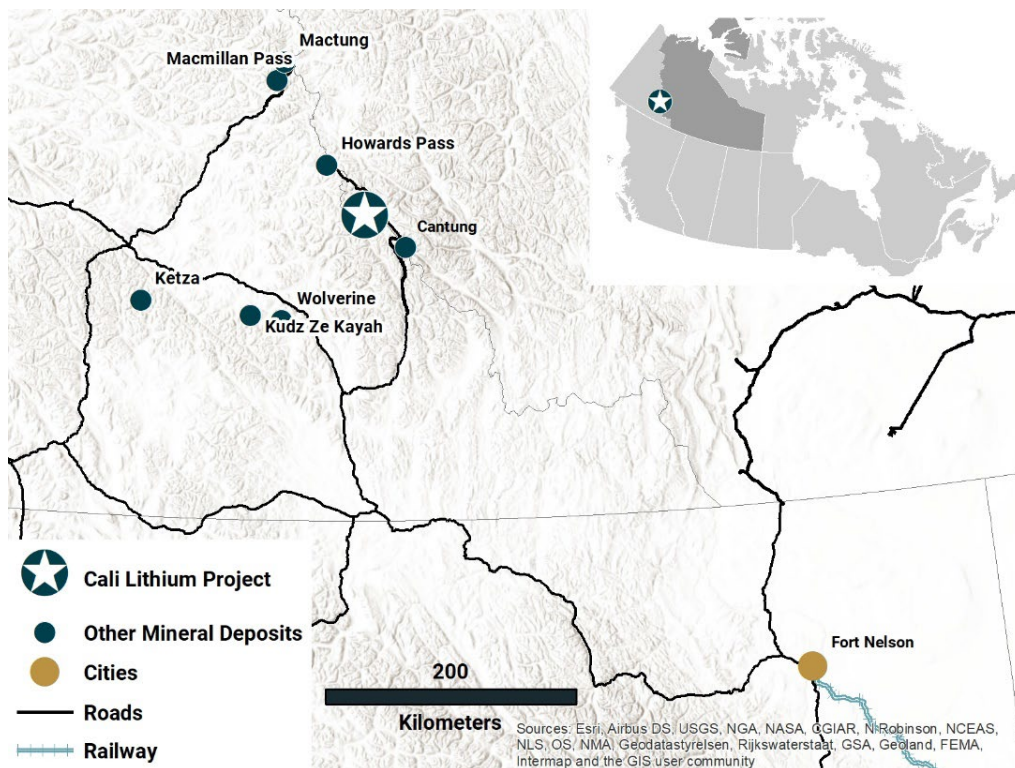 Mactung
Macmillan Pass
Howards Pass
Cantung
Ketza
Wolverine
Kudz Ze Kayah
Cali Lithium Project
Other Mineral Deposits
Cities
Roads
Railway
200
Kilometers
Fort Nelson
Sources: Esri, Airbus DS, USGS, NGA, NASA, CGIAR, N Robinson, NCEAS,
NLS, OS, NMA, Geodatastyrelsen, Rijkswaterstaat, GSA, Geoland, FEMA,
Intermap and the GIS user community